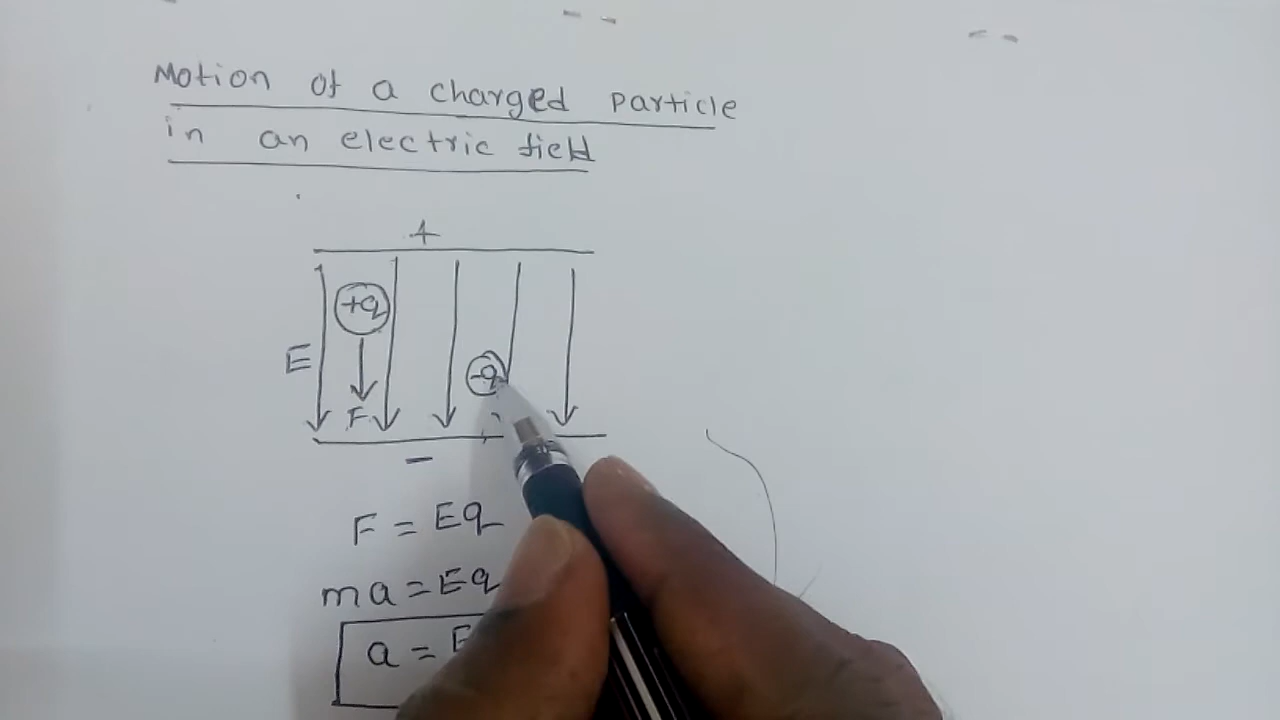 Motion of a charged particle
in an electric field
+
+q
E
-q
F
-
F = Eq
ma = Eq
a = E